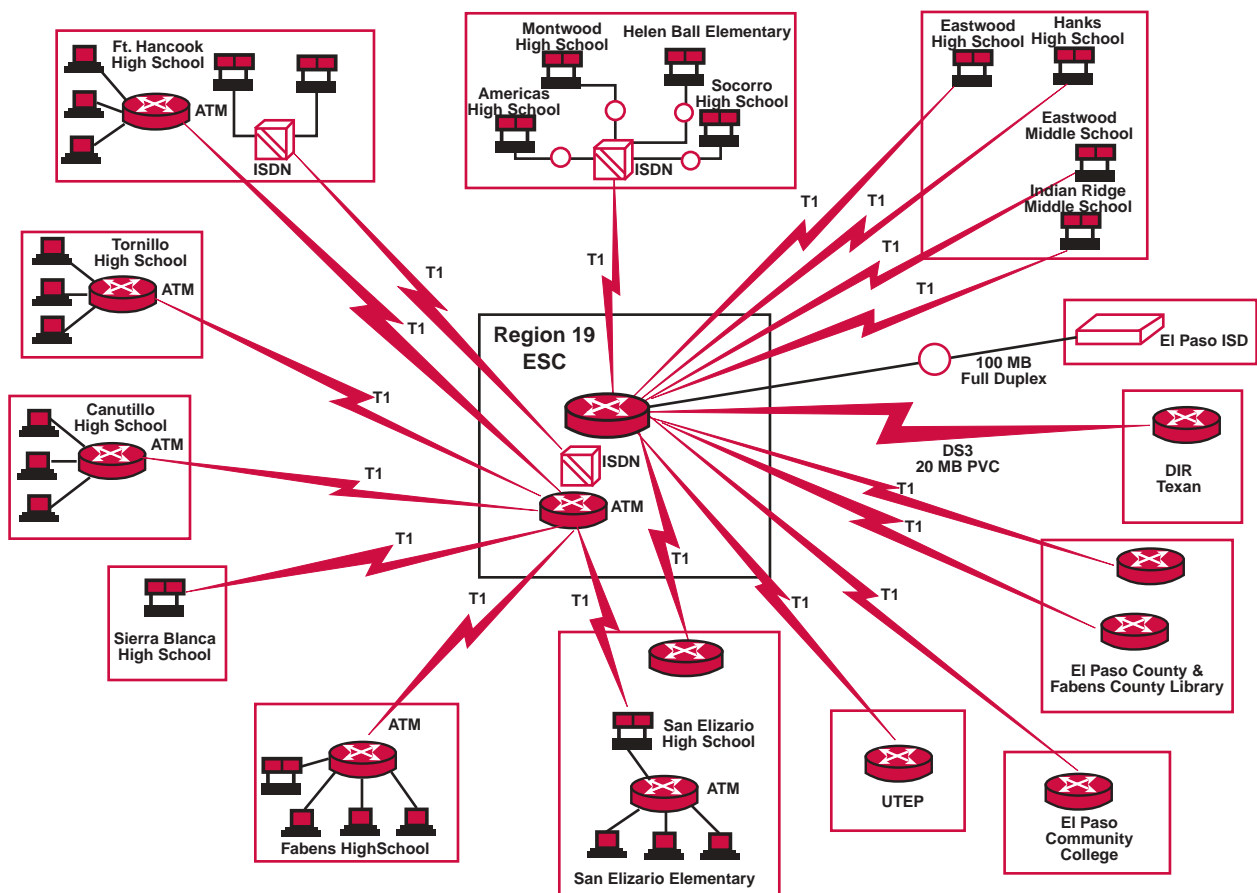 Ft. Hancook
High School
ATM
ISDN
Montwood
High School
Helen Ball Elementary
Americas
High School
Socorro
High School
ISDN
Eastwood
High School
Hanks
High School
Eastwood
Middle School
Indian Ridge
Middle School
T1
T1
T1
T1
T1
T1
T1
Tornillo
High School
ATM
T1
Region 19
ESC
El Paso ISD
100 MB
Full Duplex
Canutillo
High School
ATM
T1
ISDN
ATM
DS3
20 MB PVC
DIR
Texan
T1
T1
T1
T1
T1
Sierra Blanca
High School
T1
T1
T1
T1
El Paso County &
Fabens County Library
ATM
Fabens HighSchool
San Elizario
High School
ATM
San Elizario Elementary
UTEP
El Paso
Community
College